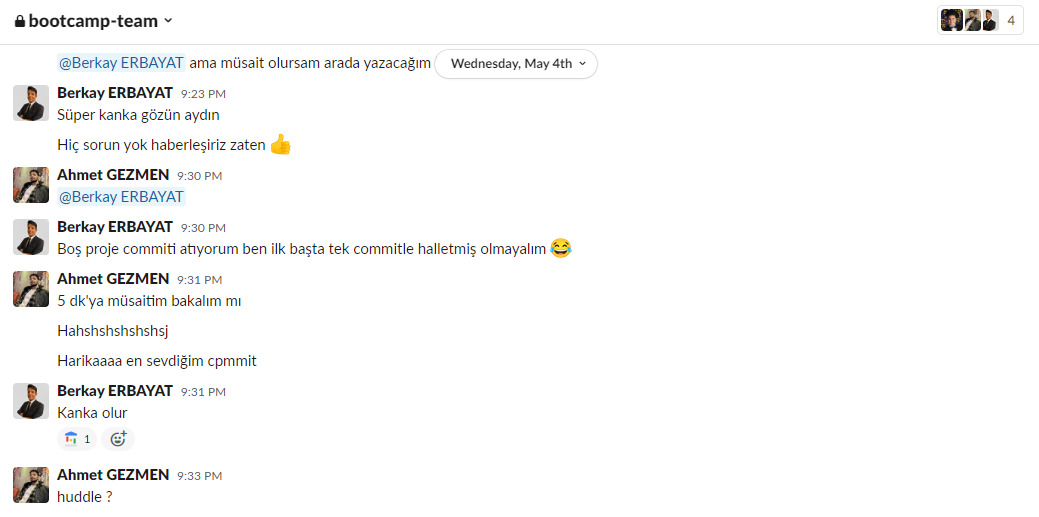 bootcamp-team
4
@Berkay ERBAYAT ama müsait olursam arada yazacağım
Wednesday, May 4th
Berkay ERBAYAT 9:23 PM
Süper kanka gözün aydın
Hiç sorun yok haberleşiriz zaten 👍
Ahmet GEZMEN 9:30 PM
@Berkay ERBAYAT
Berkay ERBAYAT 9:30 PM
Boş proje commiti atıyorum ben ilk başta tek commitle halletmiş olmayalım 😂
Ahmet GEZMEN 9:31 PM
5 dk'ya müsaitim bakalım mı
Hahshshshshshsj
Harikaaaa en sevdiğim cpmmit
Berkay ERBAYAT 9:31 PM
Kanka olur
1
Ahmet GEZMEN 9:33 PM
huddle ?